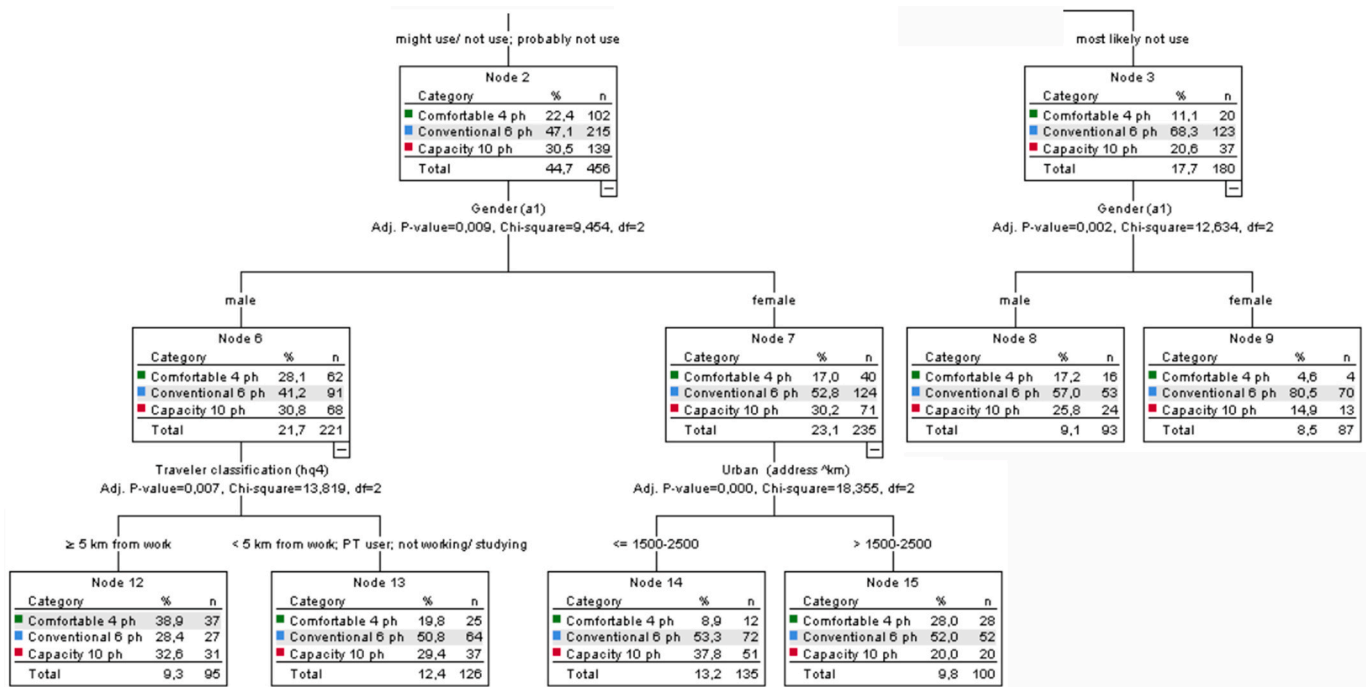 might use/ not use; probably not use
most likely not use
Node 2
Category % n
Comfortable 4 ph 22,4 102
Conventional 6 ph 47,1 215
Capacity 10 ph 30,5 139
Total 44,7 456
Node 3
Category % n
Comfortable 4 ph 11,1 20
Conventional 6 ph 68,3 123
Capacity 10 ph 20,6 37
Total 17,7 180
Gender (a1)
Adj. P-value=0,009, Chi-square=9,454, df=2
Gender (a1)
Adj. P-value=0,002, Chi-square=12,634, df=2
male
female
male
female
Node 6
Category % n
Comfortable 4 ph 28,1 62
Conventional 6 ph 41,2 91
Capacity 10 ph 30,8 68
Total 21,7 221
Node 7
Category % n
Comfortable 4 ph 17,0 40
Conventional 6 ph 52,8 124
Capacity 10 ph 30,2 71
Total 23,1 235
Node 8
Category % n
Comfortable 4 ph 17,2 16
Conventional 6 ph 57,0 53
Capacity 10 ph 25,8 24
Total 9,1 93
Node 9
Category % n
Comfortable 4 ph 4,6 4
Conventional 6 ph 80,5 70
Capacity 10 ph 14,9 13
Total 8,5 87
Traveler classification (hq4)
Adj. P-value=0,007, Chi-square=13,819, df=2
Urban (address ^km)
Adj. P-value=0,000, Chi-square=18,355, df=2
≥ 5 km from work
< 5 km from work; PT user; not working/ studying
<= 1500-2500
> 1500-2500
Node 12
Category % n
Comfortable 4 ph 38,9 37
Conventional 6 ph 28,4 27
Capacity 10 ph 32,6 31
Total 9,3 95
Node 13
Category % n
Comfortable 4 ph 19,8 25
Conventional 6 ph 50,8 64
Capacity 10 ph 29,4 37
Total 12,4 126
Node 14
Category % n
Comfortable 4 ph 8,9 12
Conventional 6 ph 53,3 72
Capacity 10 ph 37,8 51
Total 13,2 135
Node 15
Category % n
Comfortable 4 ph 28,0 28
Conventional 6 ph 52,0 52
Capacity 10 ph 20,0 20
Total 9,8 100